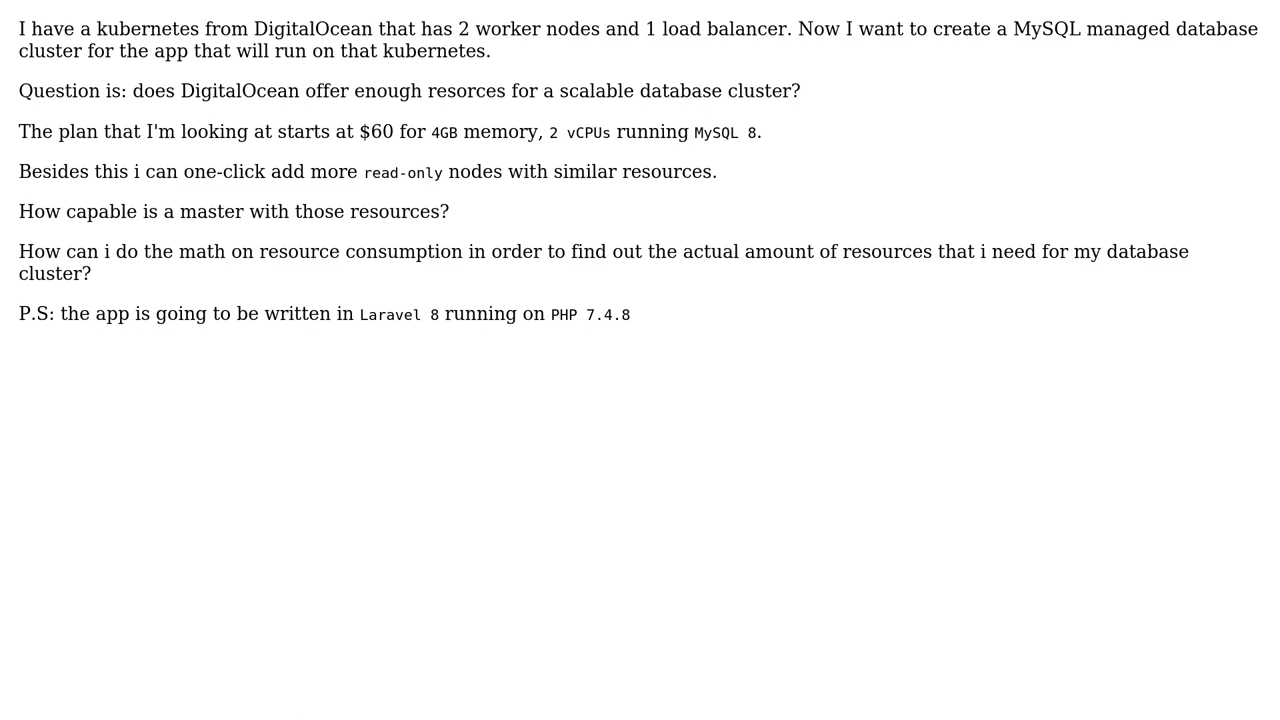 I have a kubernetes from DigitalOcean that has 2 worker nodes and 1 load balancer. Now I want to create a MySQL managed database
cluster for the app that will run on that kubernetes.
Question is: does DigitalOcean offer enough resorces for a scalable database cluster?
The plan that I'm looking at starts at $60 for 4GB memory, 2 vCPUs running MySQL 8.
Besides this i can one-click add more read-only nodes with similar resources.
How capable is a master with those resources?
How can i do the math on resource consumption in order to find out the actual amount of resources that i need for my database
cluster?
P.S: the app is going to be written in Laravel 8 running on PHP 7.4.8